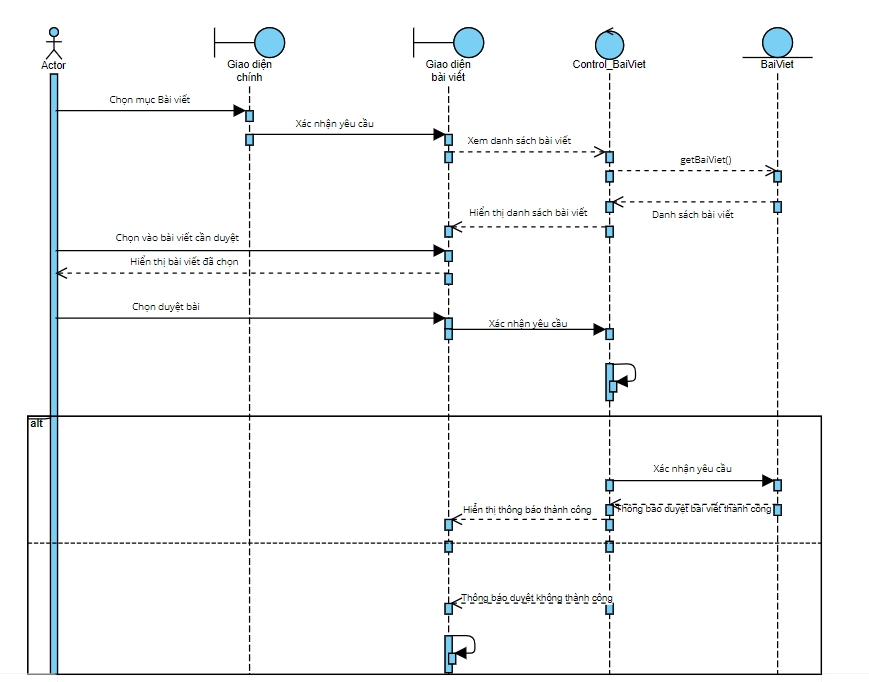 Actor
Giao diện
chính
Giao diện
bài viết
Control_BaiViet
BaiViet
Chọn mục Bài viết
Xác nhận yêu cầu
Xem danh sách bài viết
getBaiViet()
Danh sách bài viết
Hiển thị danh sách bài viết
Chọn vào bài viết cần duyệt
Hiển thị bài viết đã chọn
Chọn duyệt bài
Xác nhận yêu cầu
alt
Xác nhận yêu cầu
Thông báo duyệt bài viết thành công
Hiển thị thông báo thành công
Thông báo duyệt không thành công